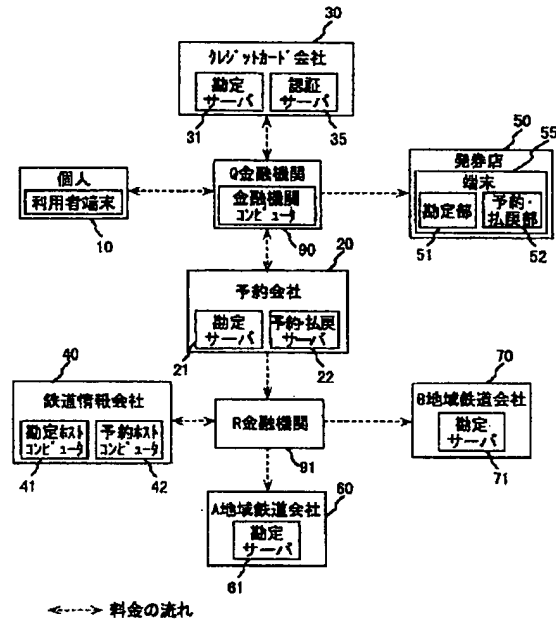 30
クレジットカード会社
勘定
サーバ
認証
サーバ
31
35
50
55
発券店
端末
勘定部
予約・
払戻部
51
52
個人
利用者端末
10
Q金融機関
金融機関
コンピュータ
90
20
予約会社
勘定
サーバ
予約・払戻
サーバ
21
22
40
鉄道情報会社
勘定ホスト
コンピュータ
予約ホスト
コンピュータ
41
42
R金融機関
91
70
B地域鉄道会社
勘定
サーバ
71
60
A地域鉄道会社
勘定
サーバ
61
料金の流れ